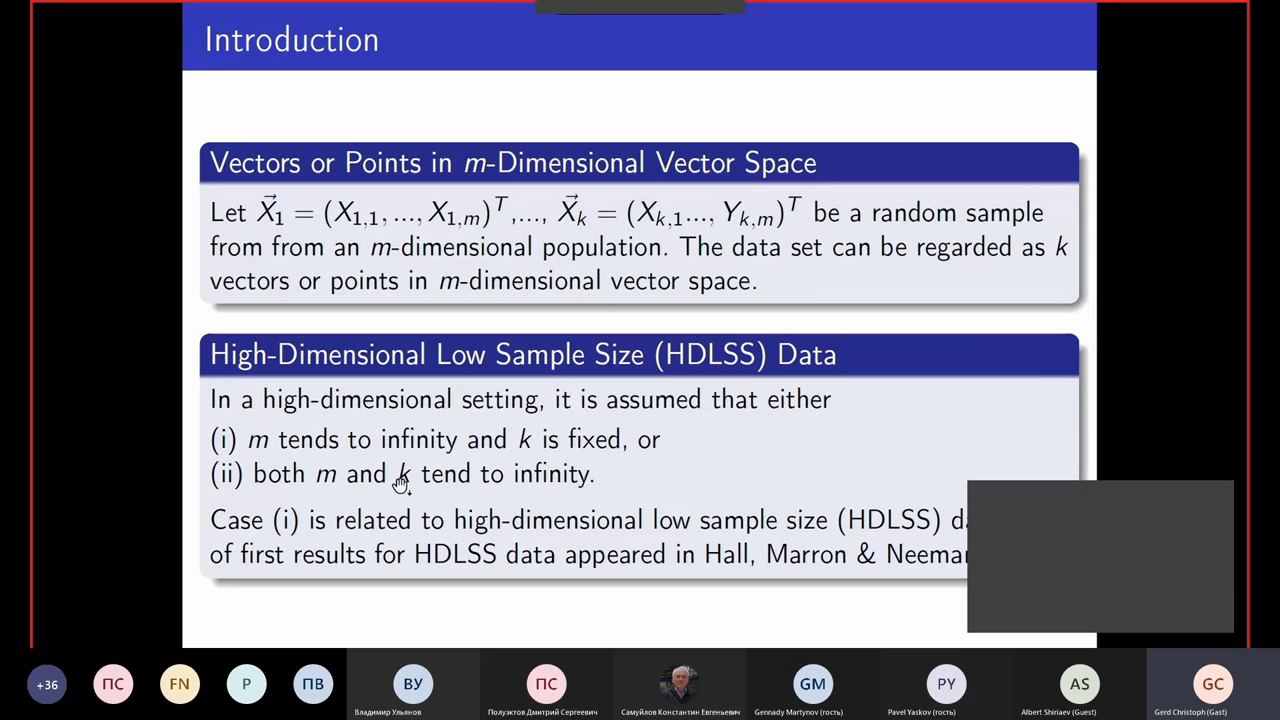 Introduction
Vectors or Points in m-Dimensional Vector Space
Let X⃗₁ = (X₁,₁, ..., X₁,ₘ)ᵀ,..., X⃗ₖ = (Xₖ,₁..., Yₖ,ₘ)ᵀ be a random sample
from from an m-dimensional population. The data set can be regarded as k
vectors or points in m-dimensional vector space.
High-Dimensional Low Sample Size (HDLSS) Data
In a high-dimensional setting, it is assumed that either
(i) m tends to infinity and k is fixed, or
(ii) both m and k tend to infinity.
Case (i) is related to high-dimensional low sample size (HDLSS)
of first results for HDLSS data appeared in Hall, Marron &
+36
ПС
FN
P
ПВ
ВУ
Владимир Ульянов
ПС
Полуэктов Дмитрий Сергеевич
Самуйлов Константин Евгеньевич
GM
Gennady Martynov (гость)
PY
Pavel Yaskov (гость)
AS
Albert Shiriaev (Guest)
GC
Gerd Christoph (Gast)